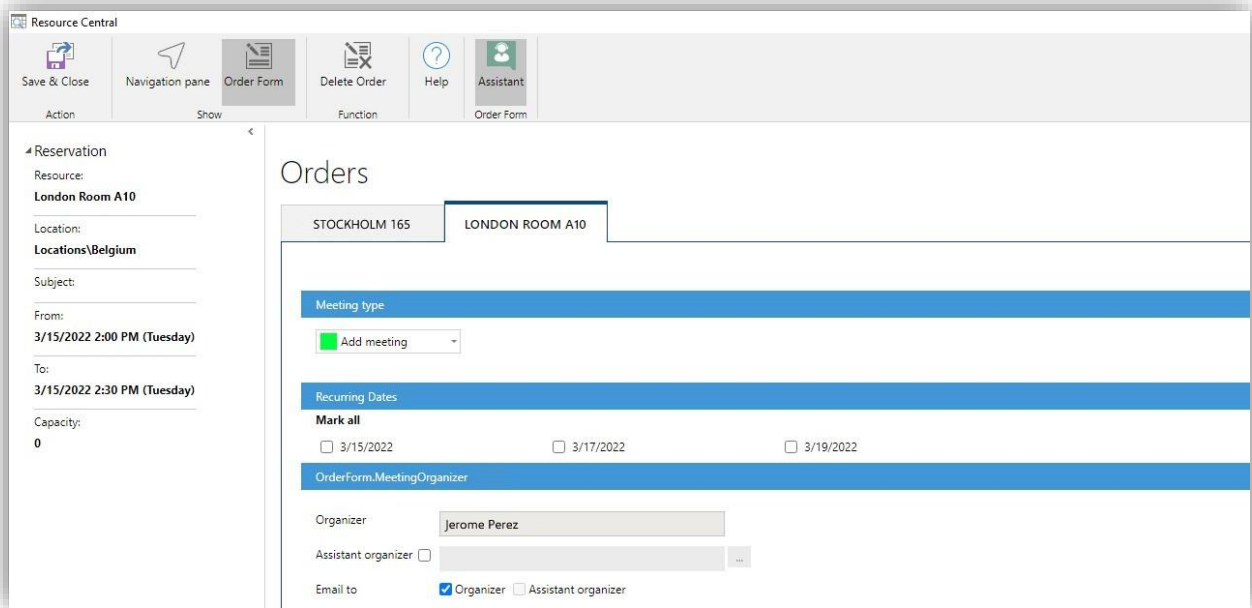 Resource Central
Save & Close Navigation pane Order Form Delete Order Help Assistant
Action Show Function Order Form
Reservation
Resource:
London Room A10
Location:
Locations\Belgium
Subject:
From:
3/15/2022 2:00 PM (Tuesday)
To:
3/15/2022 2:30 PM (Tuesday)
Capacity:
0
Orders
STOCKHOLM 165 LONDON ROOM A10
Meeting type
Add meeting
Recurring Dates
Mark all
3/15/2022 3/17/2022 3/19/2022
OrderForm.MeetingOrganizer
Organizer Jerome Perez
Assistant organizer ...
Email to Organizer Assistant organizer